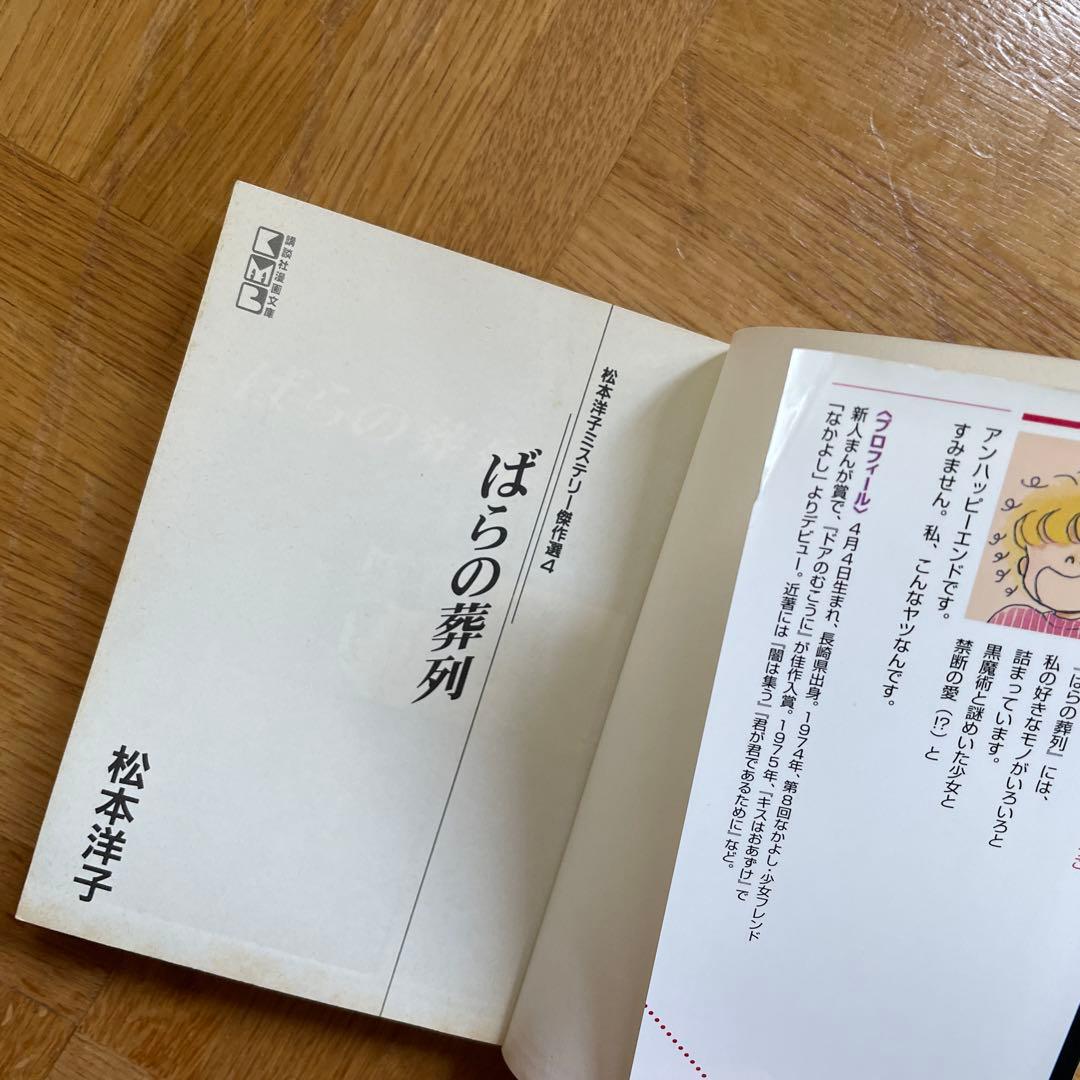 『ばらの葬列』には、
私の好きなモノがいろいろと
詰まっています。
黒魔術と謎めいた少女と
禁断の愛(!?)と
アンハッピーエンドです。
すみません。私、こんなヤツなんです。
〈プロフィール〉4月4日生まれ、長崎県出身。1974年、第8回なかよし・少女フレンド
新人まんが賞で、『ドアのむこうに』が佳作入賞。1975年、『キスはおあずけ』で
「なかよし」よりデビュー。近著には『闇は集う』『君が君であるために』など。
松本洋子ミステリー傑作選4
ばらの葬列
松本洋子
KMB
講談社漫画文庫